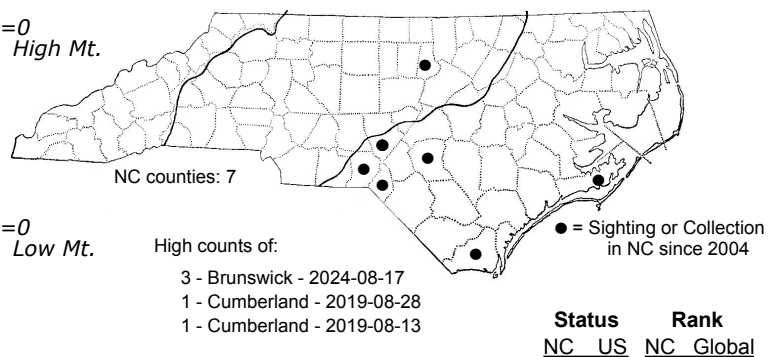 =0
High Mt.
NC counties: 7
=0
Low Mt.
High counts of:
3 - Brunswick - 2024-08-17
1 - Cumberland - 2019-08-28
1 - Cumberland - 2019-08-13
● = Sighting or Collection
in NC since 2004
Status Rank
NC US NC Global